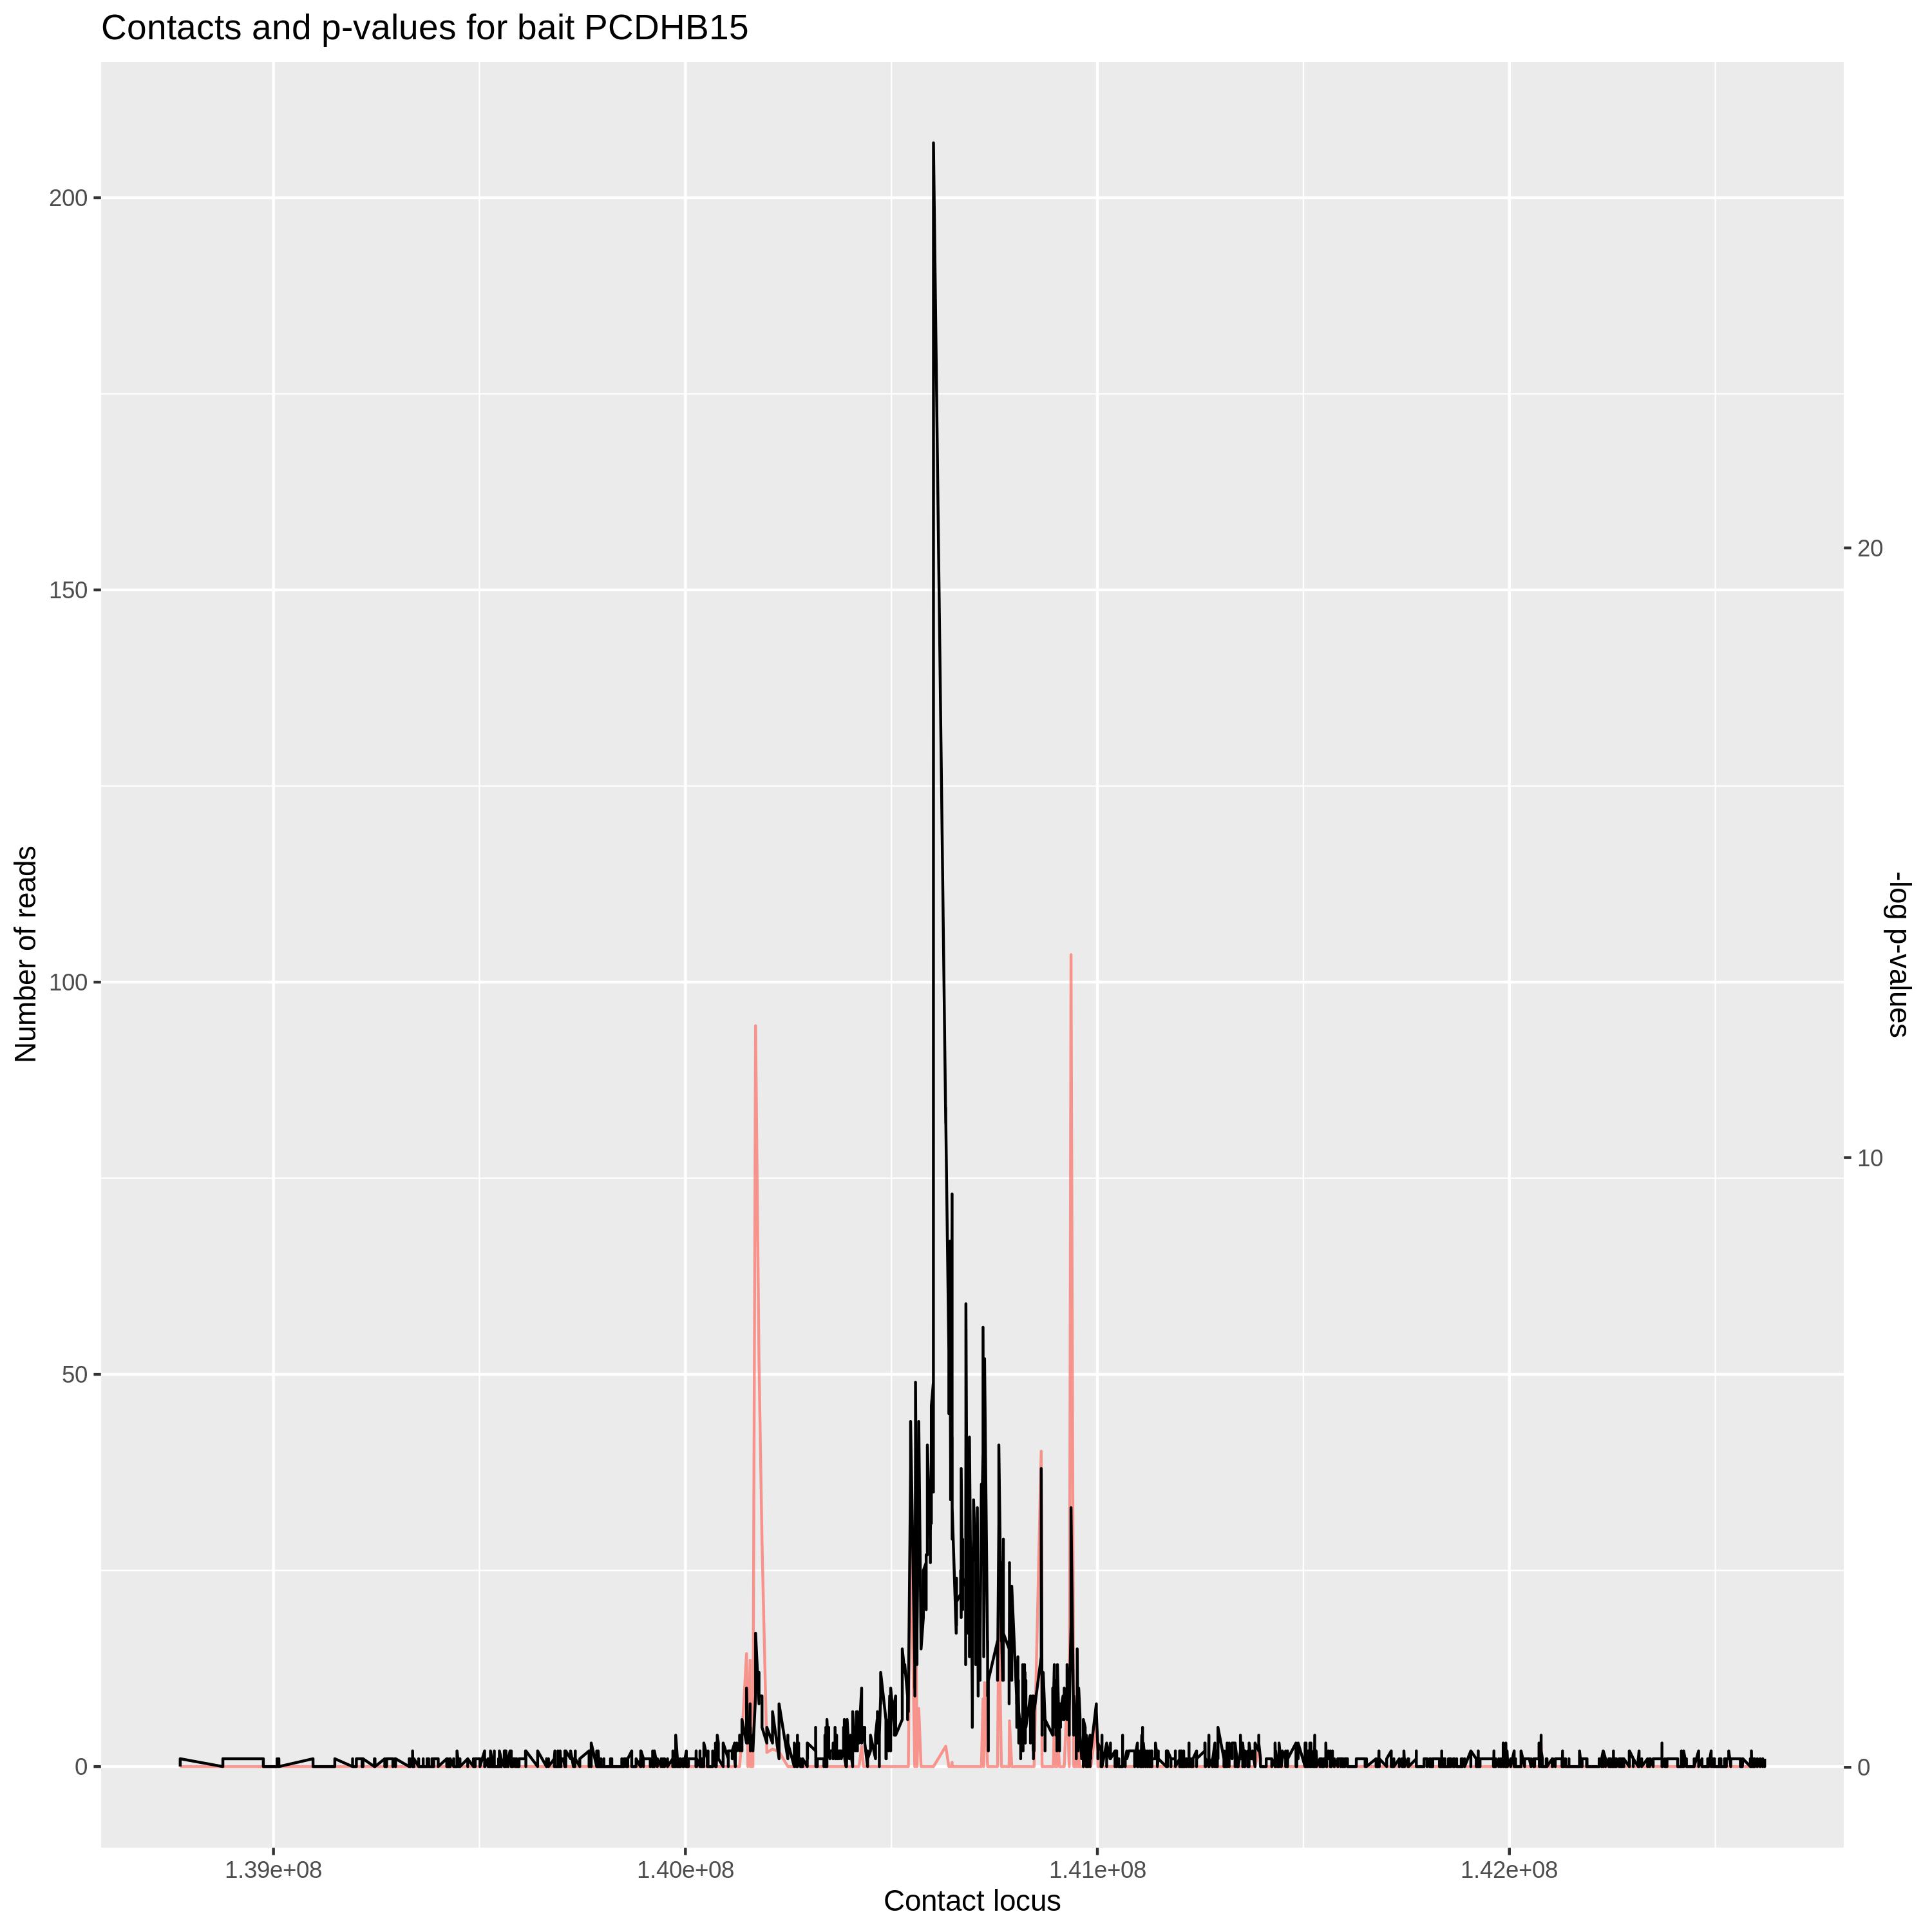 Contacts and p-values for bait PCDHB15
200
150
100
50
0
Number of reads
20
10
0
-log p-values
1.39e+08
1.40e+08
1.41e+08
1.42e+08
Contact locus